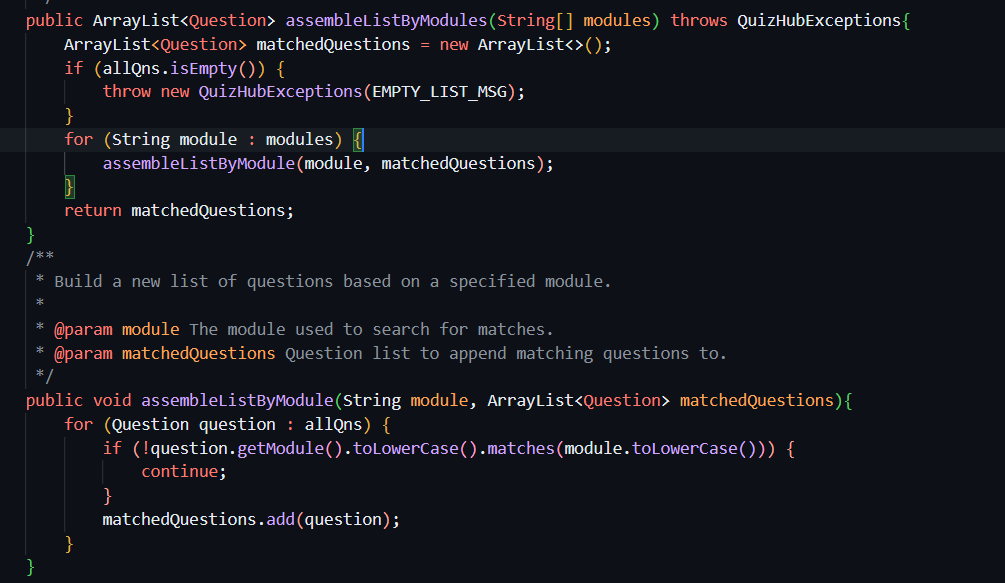 public ArrayList<Question> assembleListByModules(String[] modules) throws QuizHubExceptions{
    ArrayList<Question> matchedQuestions = new ArrayList<>();
    if (allQns.isEmpty()) {
        throw new QuizHubExceptions(EMPTY_LIST_MSG);
    }
    for (String module : modules) {
        assembleListByModule(module, matchedQuestions);
    }
    return matchedQuestions;
}
/**
 * Build a new list of questions based on a specified module.
 *
 * @param module The module used to search for matches.
 * @param matchedQuestions Question list to append matching questions to.
 */
public void assembleListByModule(String module, ArrayList<Question> matchedQuestions){
    for (Question question : allQns) {
        if (!question.getModule().toLowerCase().matches(module.toLowerCase())) {
            continue;
        }
        matchedQuestions.add(question);
    }
}